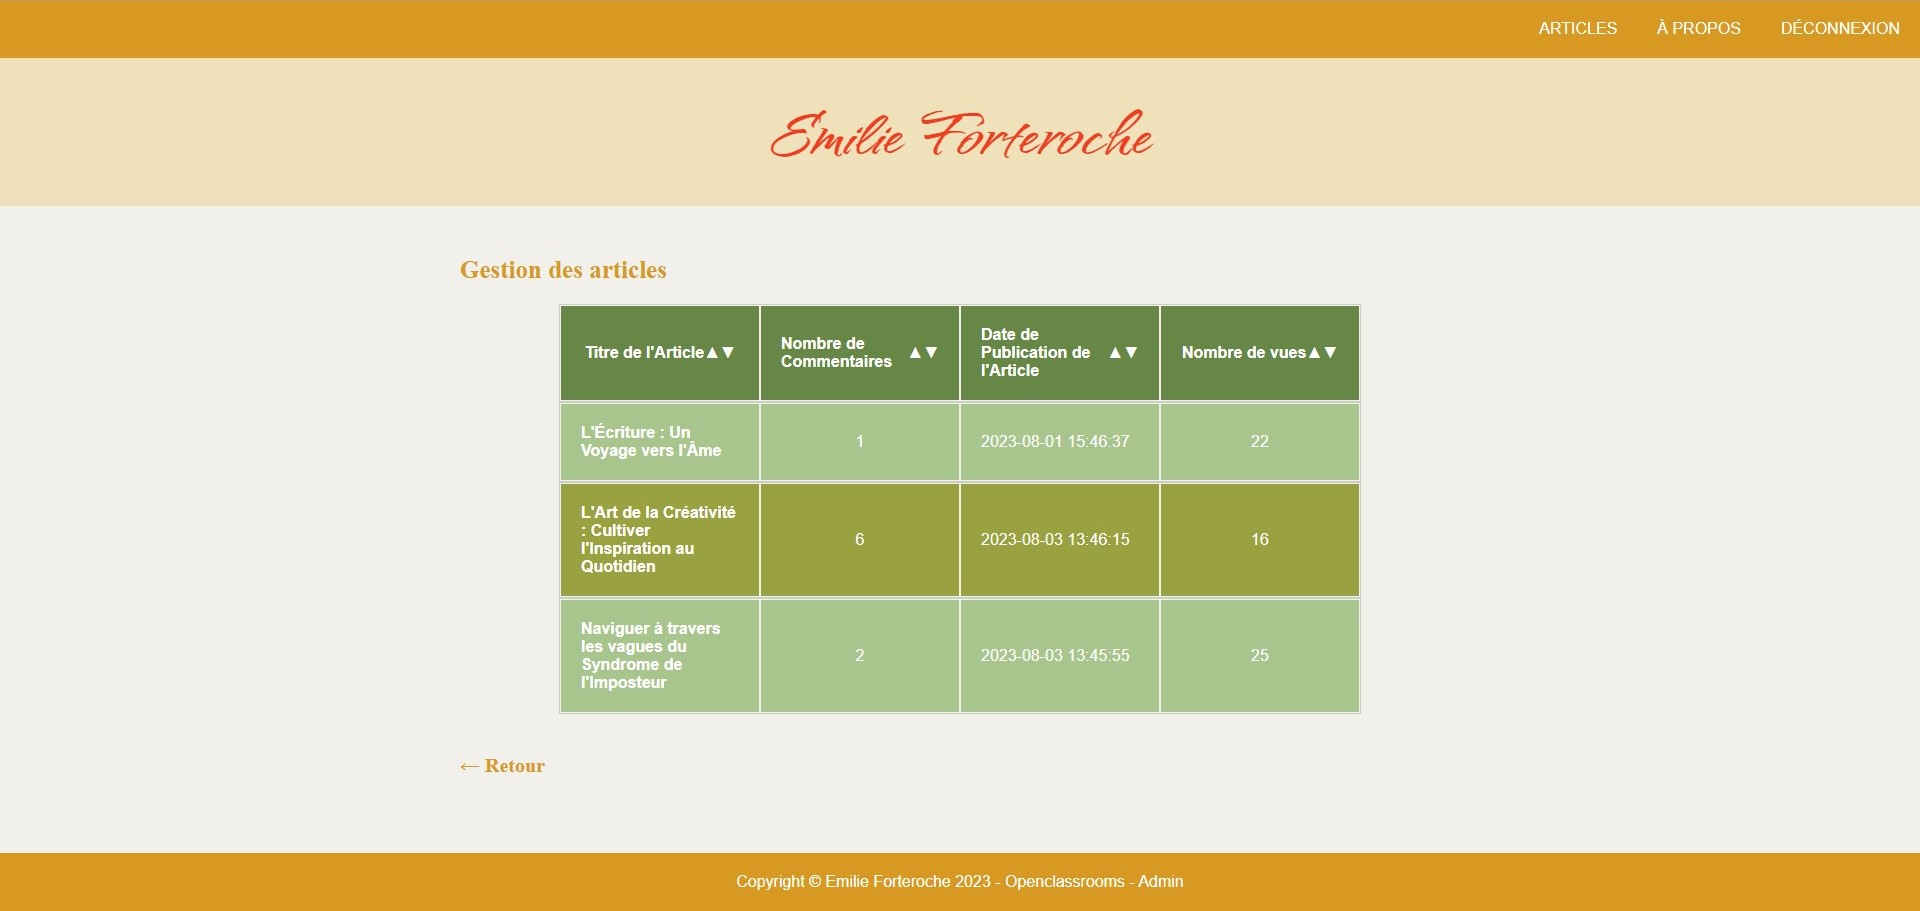 ARTICLES À PROPOS DÉCONNEXION
Emilie Forteroche
Gestion des articles
Titre de l'Article▲▼
Nombre de
Commentaires ▲▼
Date de
Publication de
l'Article ▲▼
Nombre de vues▲▼
L'Écriture : Un
Voyage vers l'Âme
1
2023-08-01 15:46:37
22
L'Art de la Créativité
: Cultiver
l'Inspiration au
Quotidien
6
2023-08-03 13:46:15
16
Naviguer à travers
les vagues du
Syndrome de
l'Imposteur
2
2023-08-03 13:45:55
25
← Retour
Copyright © Emilie Forteroche 2023 - Openclassrooms - Admin